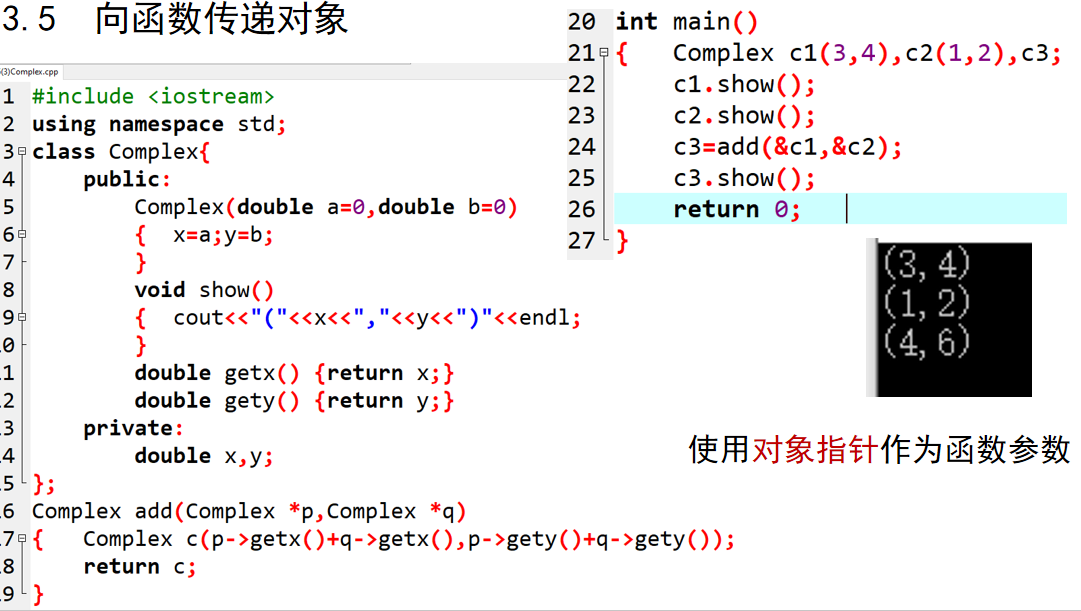 3.5 向函数传递对象
(3)Complex.cpp
1 #include <iostream>
2 using namespace std;
3 class Complex{
4 public:
5 Complex(double a=0,double b=0)
6 { x=a;y=b;
7 }
8 void show()
9 { cout<<"("<<x<<","<<y<<")"<<endl;
0 }
1 double getx() {return x;}
2 double gety() {return y;}
3 private:
4 double x,y;
5 };
6 Complex add(Complex *p,Complex *q)
7 { Complex c(p->getx()+q->getx(),p->gety()+q->gety());
8 return c;
9 }
20 int main()
21 { Complex c1(3,4),c2(1,2),c3;
22 c1.show();
23 c2.show();
24 c3=add(&c1,&c2);
25 c3.show();
26 return 0;
27 }
(3,4)
(1,2)
(4,6)
使用对象指针作为函数参数